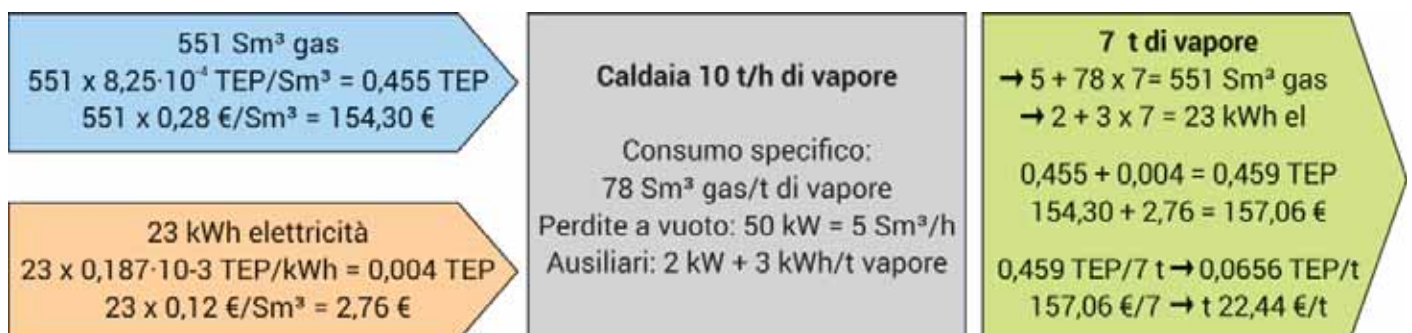 551 Sm³ gas
551 x 8,25·10⁻⁴ TEP/Sm³ = 0,455 TEP
551 x 0,28 €/Sm³ = 154,30 €
23 kWh elettricità
23 x 0,187·10-3 TEP/kWh = 0,004 TEP
23 x 0,12 €/Sm³ = 2,76 €
Caldaia 10 t/h di vapore
Consumo specifico:
78 Sm³ gas/t di vapore
Perdite a vuoto: 50 kW = 5 Sm³/h
Ausiliari: 2 kW + 3 kWh/t vapore
7 t di vapore
→ 5 + 78 x 7= 551 Sm³ gas
→ 2 + 3 x 7 = 23 kWh el
0,455 + 0,004 = 0,459 TEP
154,30 + 2,76 = 157,06 €
0,459 TEP/7 t → 0,0656 TEP/t
157,06 €/7 → t 22,44 €/t